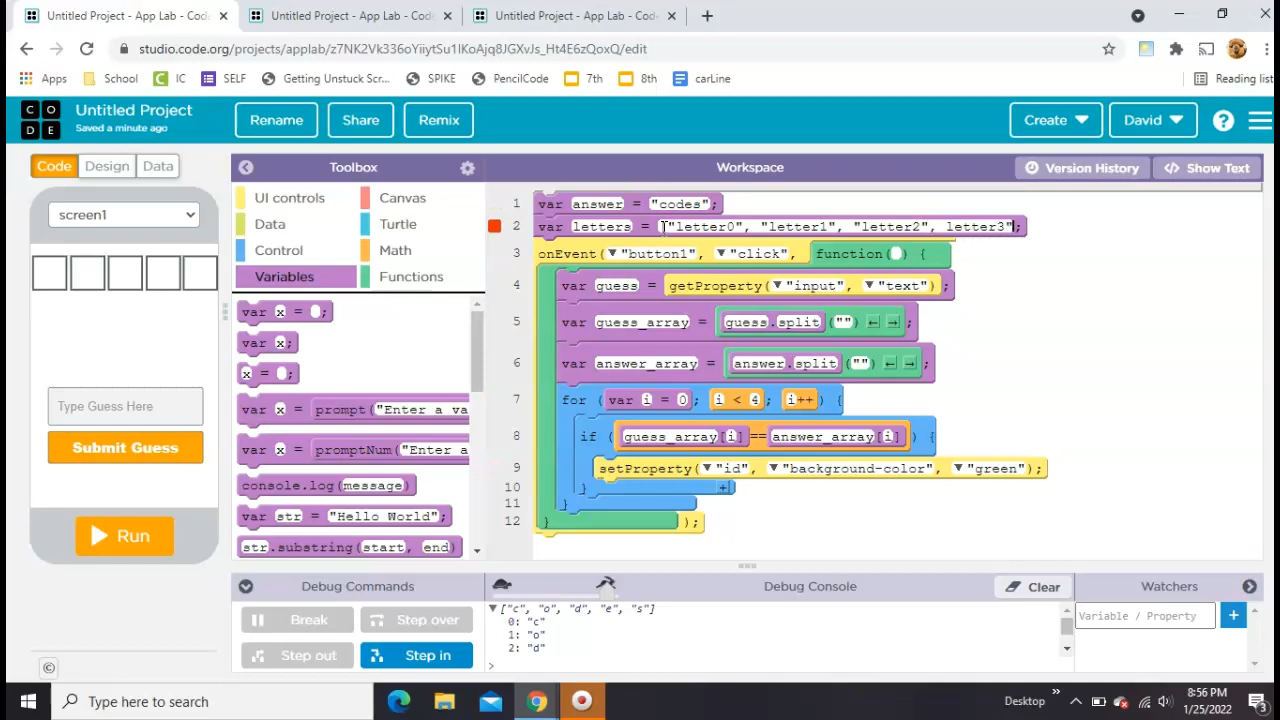 Untitled Project - App Lab - Cod
Untitled Project - App Lab - Code
Untitled Project - App Lab - Cod
studio.code.org/projects/applab/z7NK2Vk336oYiiytSu1IKoAjq8JGXvJs_Ht4E6zQoxQ/edit
Apps School IC SELF Getting Unstuck Scr... SPIKE PencilCode 7th 8th carLine Reading list
C O D E
Untitled Project
Saved a minute ago
Rename Share Remix Create David ?
Code Design Data
Toolbox
Workspace
Version History
Show Text
screen1
Type Guess Here
Submit Guess
Run
UI controls Canvas
Data Turtle
Control Math
Variables Functions
var x = ;
var x;
x = ;
var x = prompt("Enter a va
var x = promptNum("Enter a
console.log(message)
var str = "Hello World";
str.substring(start, end)
1 var answer = "codes";
2 var letters = ["letter0", "letter1", "letter2", letter3";
3 onEvent("button1", "click", function( ) {
4 var guess = getProperty("input", "text");
5 var guess_array = guess.split("") ← → ;
6 var answer_array = answer.split("") ← → ;
7 for (var i = 0; i < 4; i++) {
8 if (guess_array[i]==answer_array[i]) {
9 setProperty("id", "background-color", "green");
10 } +
11 }
12 } );
Debug Commands
Debug Console
Clear
Watchers
Break Step over
Step out Step in
["c", "o", "d", "e", "s"]
0: "c"
1: "o"
2: "d"
>
Variable / Property +
©
Type here to search
Desktop
8:56 PM
1/25/2022
3